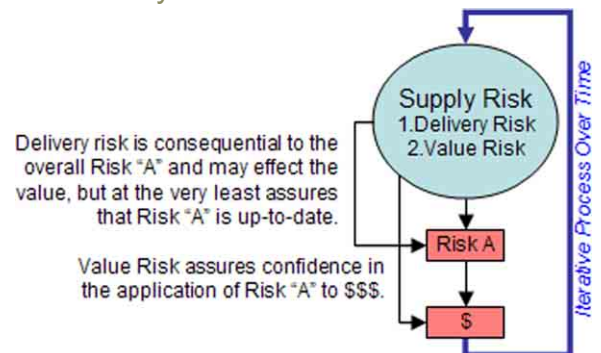 Supply Risk
1.Delivery Risk
2.Value Risk
Delivery risk is consequential to the
overall Risk “A” and may effect the
value, but at the very least assures
that Risk “A” is up-to-date.
Risk A
Value Risk assures confidence in
the application of Risk “A” to $$$.
$
Iterative Process Over Time